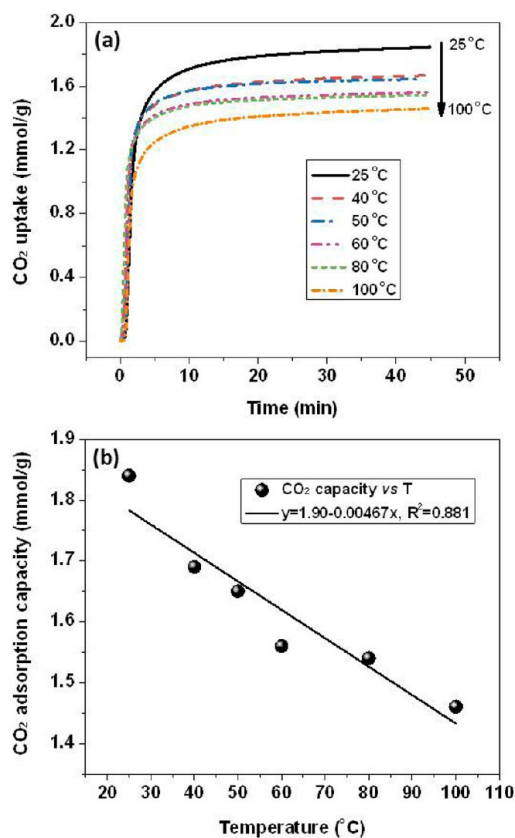 (a)
2.0
1.6
1.2
0.8
0.4
0.0
CO₂ uptake (mmol/g)
25°C
100°C
25°C
40°C
50°C
60°C
80°C
100°C
0 10 20 30 40 50
Time (min)
(b)
1.9
1.8
1.7
1.6
1.5
1.4
CO₂ adsorption capacity (mmol/g)
CO₂ capacity vs T
y=1.90-0.00467x, R²=0.881
20 30 40 50 60 70 80 90 100 110
Temperature (°C)